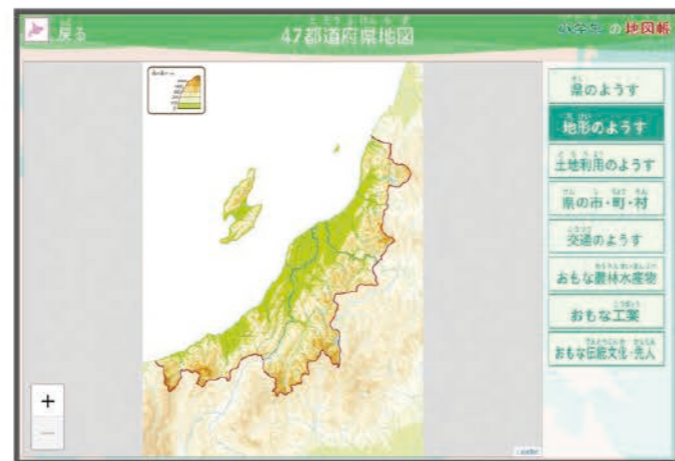 戻る
47都道府県地図
小学生の地図帳
県のようす
地形のようす
土地利用のようす
県の市・町・村
交通のようす
おもな農林水産物
おもな工業
おもな伝統文化・先人
+